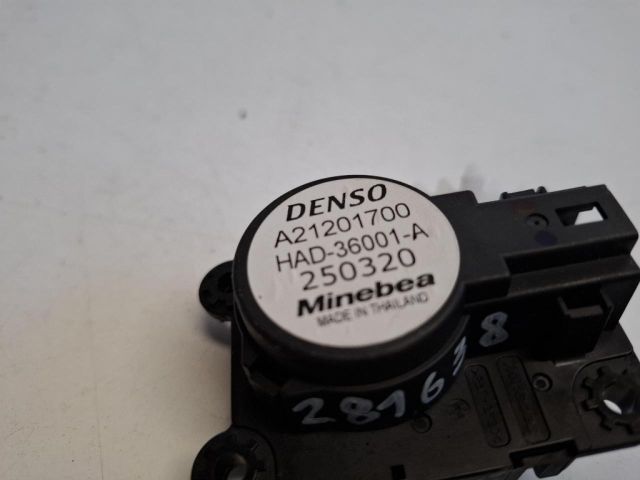 DENSO
A21201700
HAD-36001-A
250320
Minebea
MADE IN THAILAND
281638